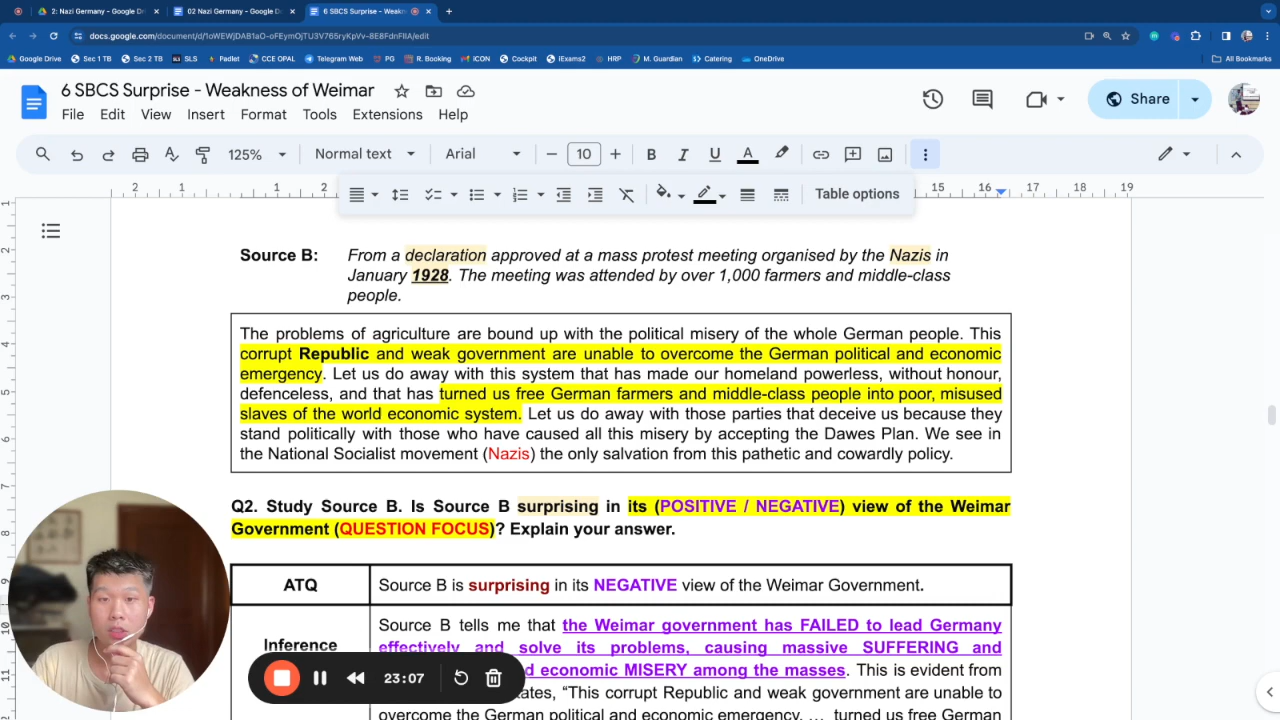 2: Nazi Germany - Google Dr
02 Nazi Germany - Google D
6 SBCS Surprise - Weakn
docs.google.com/document/d/1oWEWjDAB1aO-oFEymOjTU3V765ryKpVv-8E8FdnFIlA/edit
Google Drive
Sec 1 TB
Sec 2 TB
SLS
Padlet
CCE OPAL
Telegram Web
PG
R. Booking
ICON
Cockpit
iExams2
HRP
M. Guardian
Catering
OneDrive
All Bookmarks
6 SBCS Surprise - Weakness of Weimar
File Edit View Insert Format Tools Extensions Help
Share
125% Normal text Arial 10 B I U A
Table options
2 1 1 2 15 16 17 18 19
Source B: From a declaration approved at a mass protest meeting organised by the Nazis in
January 1928. The meeting was attended by over 1,000 farmers and middle-class
people.
The problems of agriculture are bound up with the political misery of the whole German people. This
corrupt Republic and weak government are unable to overcome the German political and economic
emergency. Let us do away with this system that has made our homeland powerless, without honour,
defenceless, and that has turned us free German farmers and middle-class people into poor, misused
slaves of the world economic system. Let us do away with those parties that deceive us because they
stand politically with those who have caused all this misery by accepting the Dawes Plan. We see in
the National Socialist movement (Nazis) the only salvation from this pathetic and cowardly policy.
Q2. Study Source B. Is Source B surprising in its (POSITIVE / NEGATIVE) view of the Weimar
Government (QUESTION FOCUS)? Explain your answer.
ATQ Source B is surprising in its NEGATIVE view of the Weimar Government.
Source B tells me that the Weimar government has FAILED to lead Germany
Inference effectively and solve its problems, causing massive SUFFERING and
d economic MISERY among the masses. This is evident from
23:07
ates, “This corrupt Republic and weak government are unable to
overcome the German political and economic emergency. … turned us free German